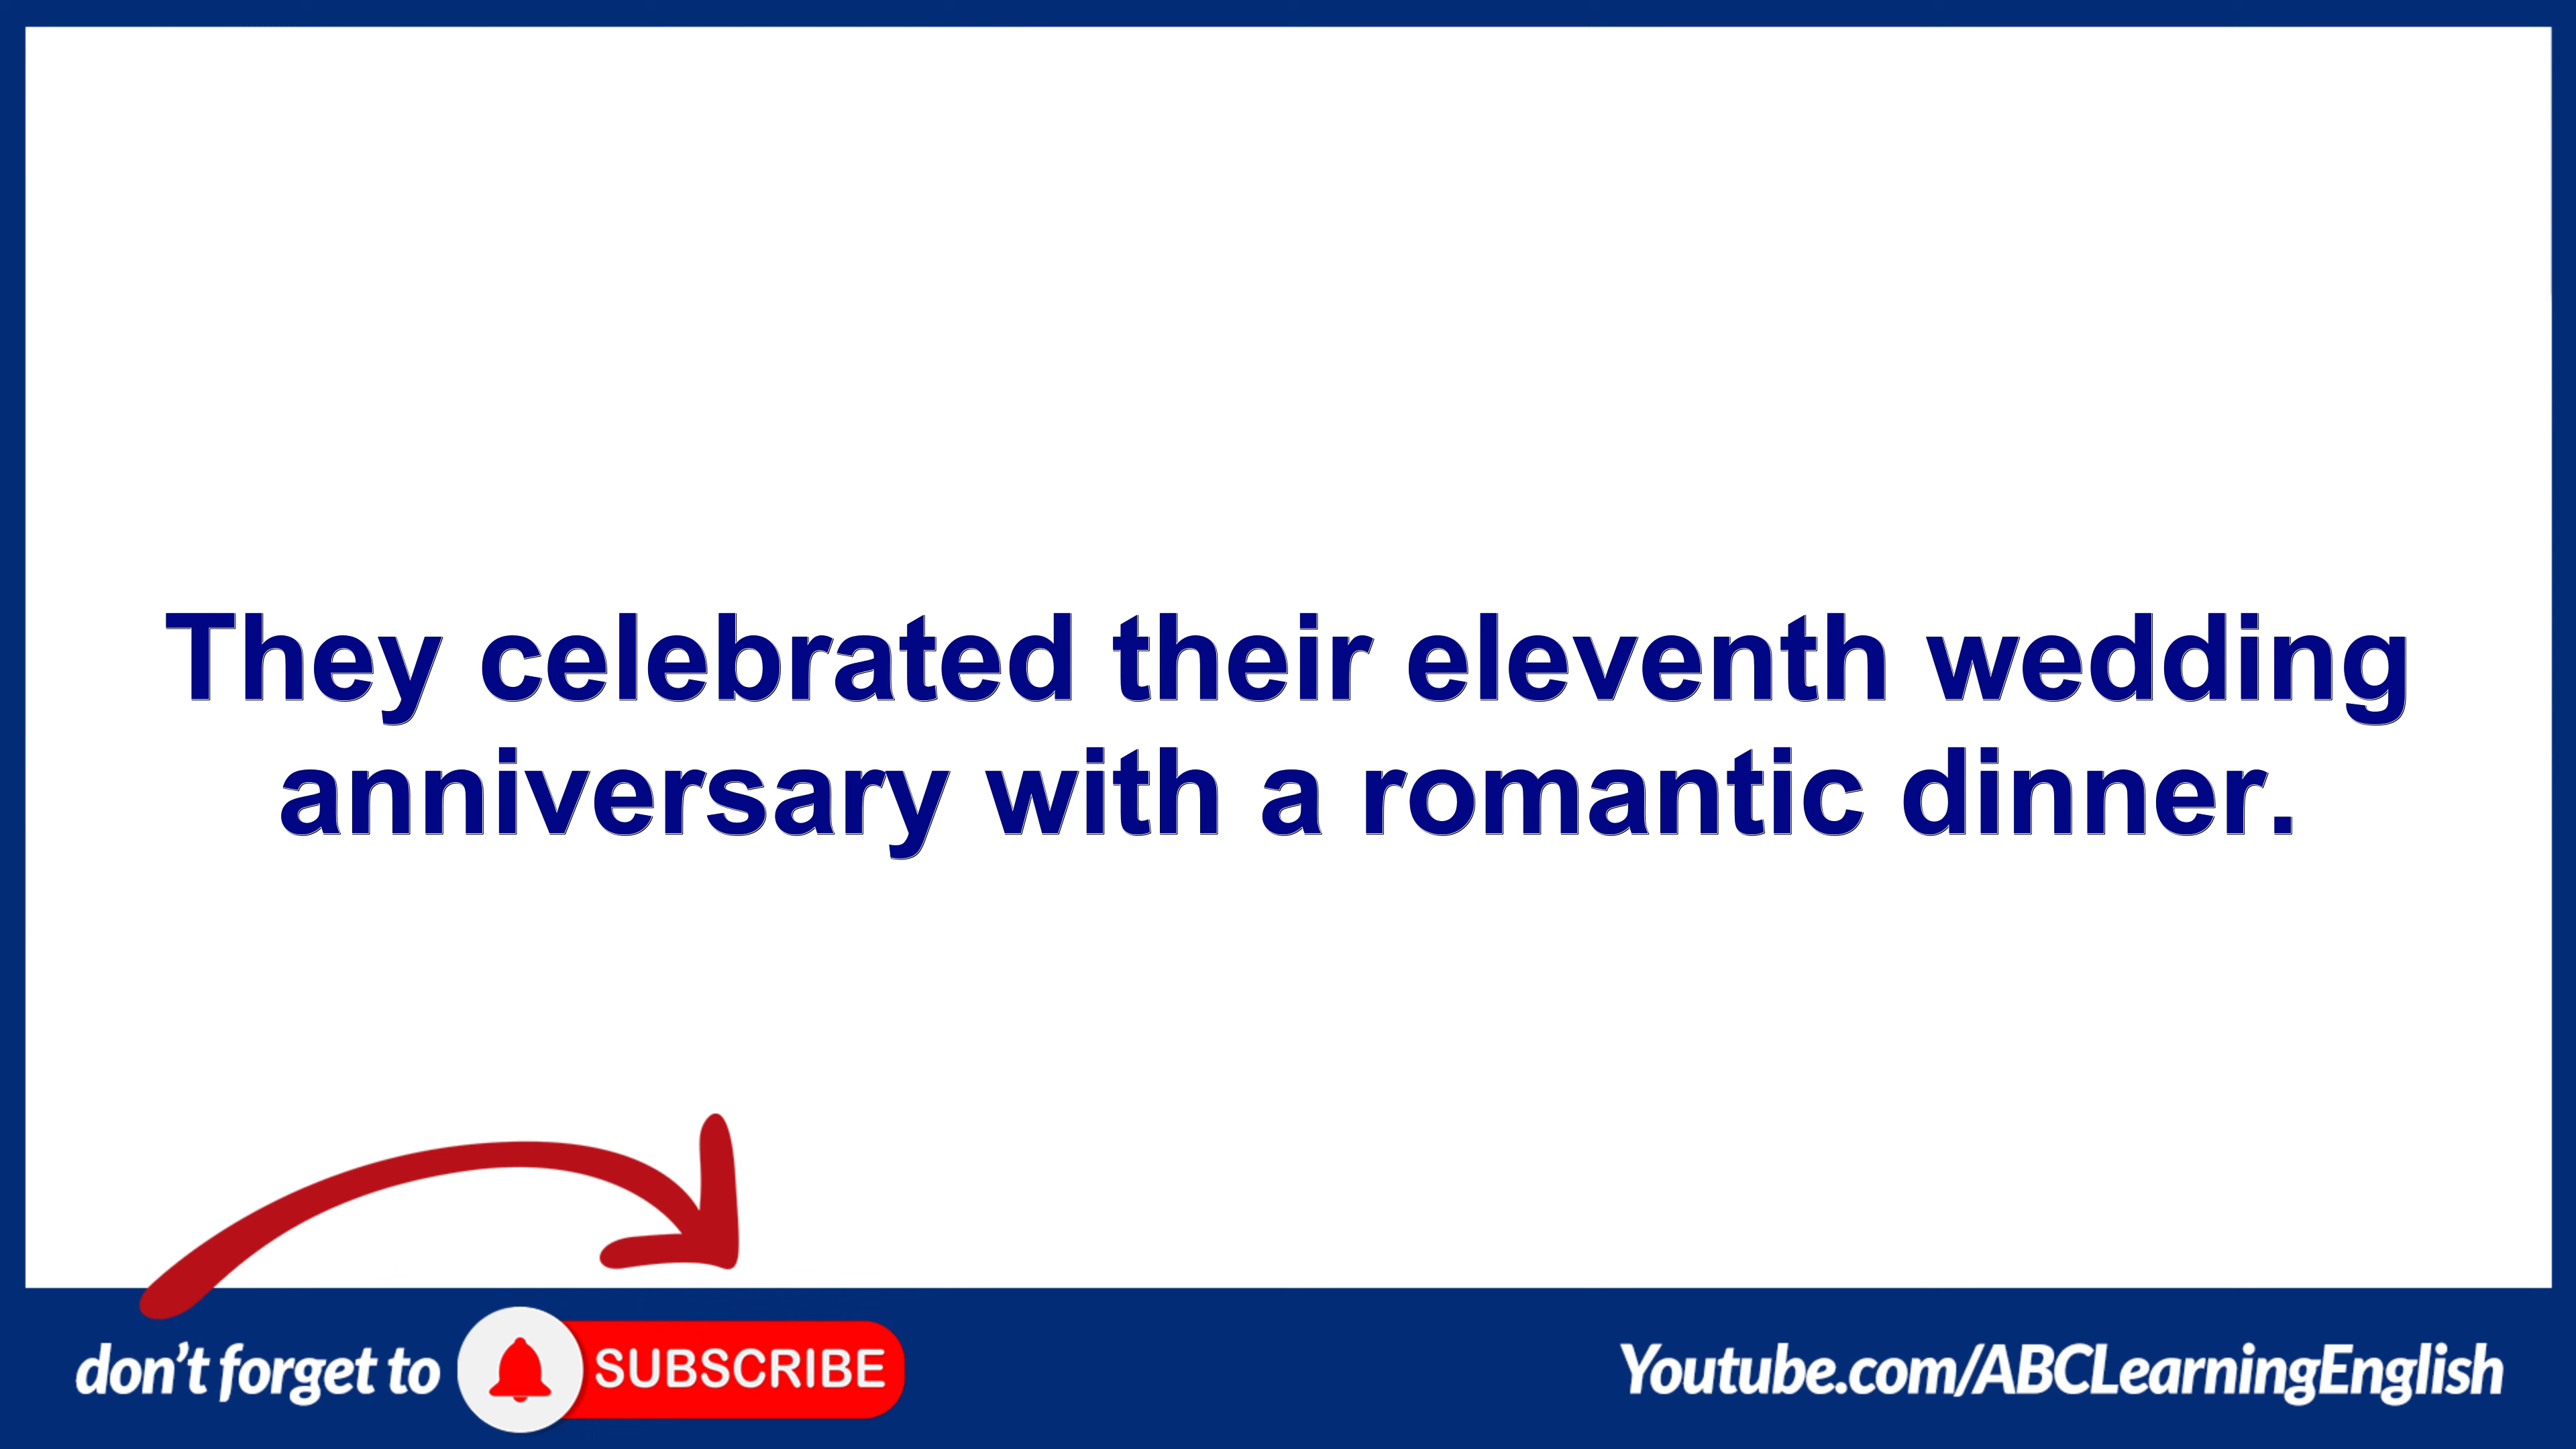 They celebrated their eleventh wedding
anniversary with a romantic dinner.
don't forget to SUBSCRIBE Youtube.com/ABCLearningEnglish